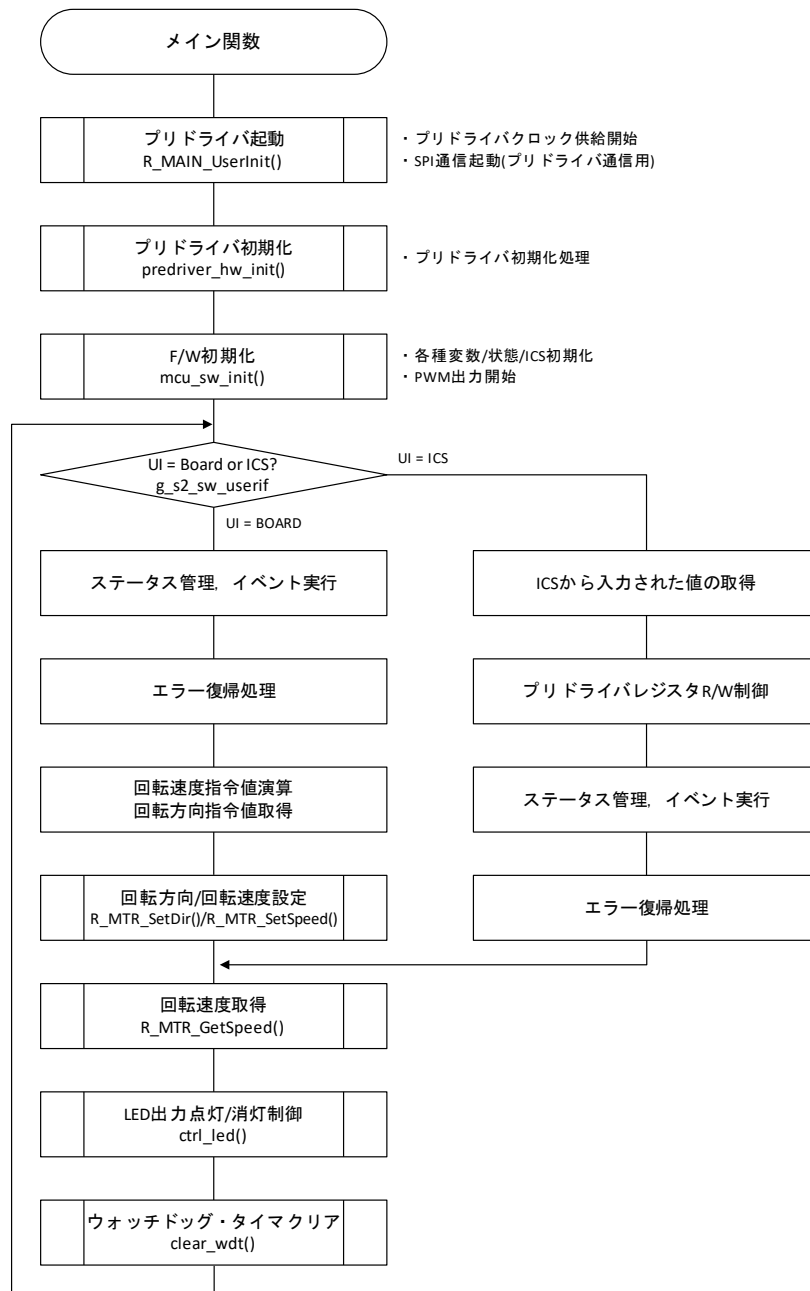 メイン関数
プリドライバ起動
R_MAIN_UserInit()
・プリドライバクロック供給開始
・SPI通信起動(プリドライバ通信用)
プリドライバ初期化
predriver_hw_init()
・プリドライバ初期化処理
F/W初期化
mcu_sw_init()
・各種変数/状態/ICS初期化
・PWM出力開始
UI = Board or ICS?
g_s2_sw_userif
UI = ICS
UI = BOARD
ステータス管理，イベント実行
エラー復帰処理
回転速度指令値演算
回転方向指令値取得
回転方向/回転速度設定
R_MTR_SetDir()/R_MTR_SetSpeed()
ICSから入力された値の取得
プリドライバレジスタR/W制御
ステータス管理，イベント実行
エラー復帰処理
回転速度取得
R_MTR_GetSpeed()
LED出力点灯/消灯制御
ctrl_led()
ウォッチドッグ・タイマクリア
clear_wdt()